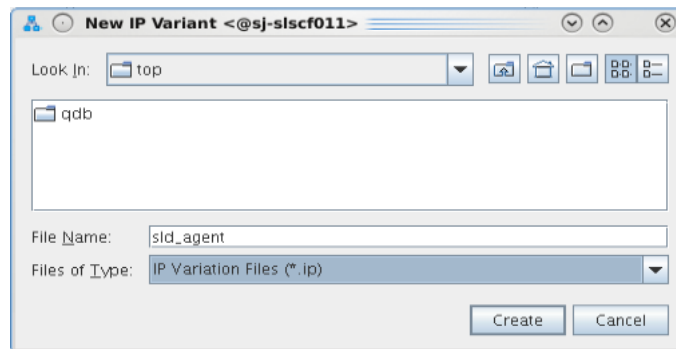 New IP Variant <@sj-slscf011>
Look In: top
qdb
File Name: sld_agent
Files of Type: IP Variation Files (*.ip)
Create Cancel